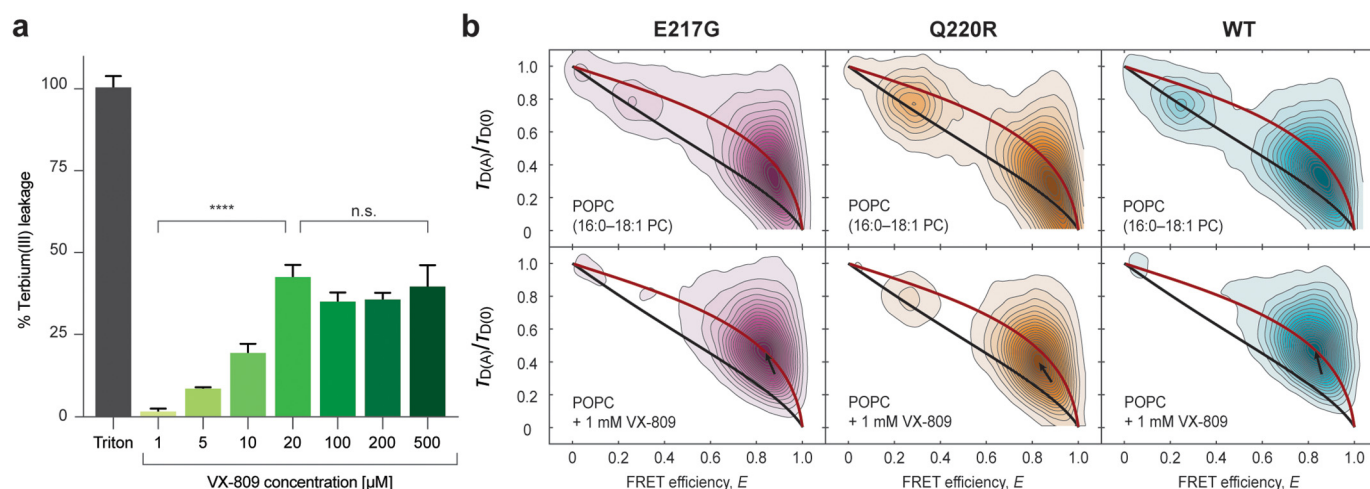 a
% Terbium(III) leakage
100
75
50
25
0
****
n.s.
Triton 1 5 10 20 100 200 500
VX-809 concentration [µM]
b
E217G Q220R WT
τD(A)/τD(0)
1.0
0.8
0.6
0.4
0.2
0
POPC
(16:0–18:1 PC)
POPC
(16:0–18:1 PC)
POPC
(16:0–18:1 PC)
τD(A)/τD(0)
1.0
0.8
0.6
0.4
0.2
0
POPC
+ 1 mM VX-809
POPC
+ 1 mM VX-809
POPC
+ 1 mM VX-809
0 0.2 0.4 0.6 0.8 1.0 0 0.2 0.4 0.6 0.8 1.0 0 0.2 0.4 0.6 0.8 1.0
FRET efficiency, E FRET efficiency, E FRET efficiency, E